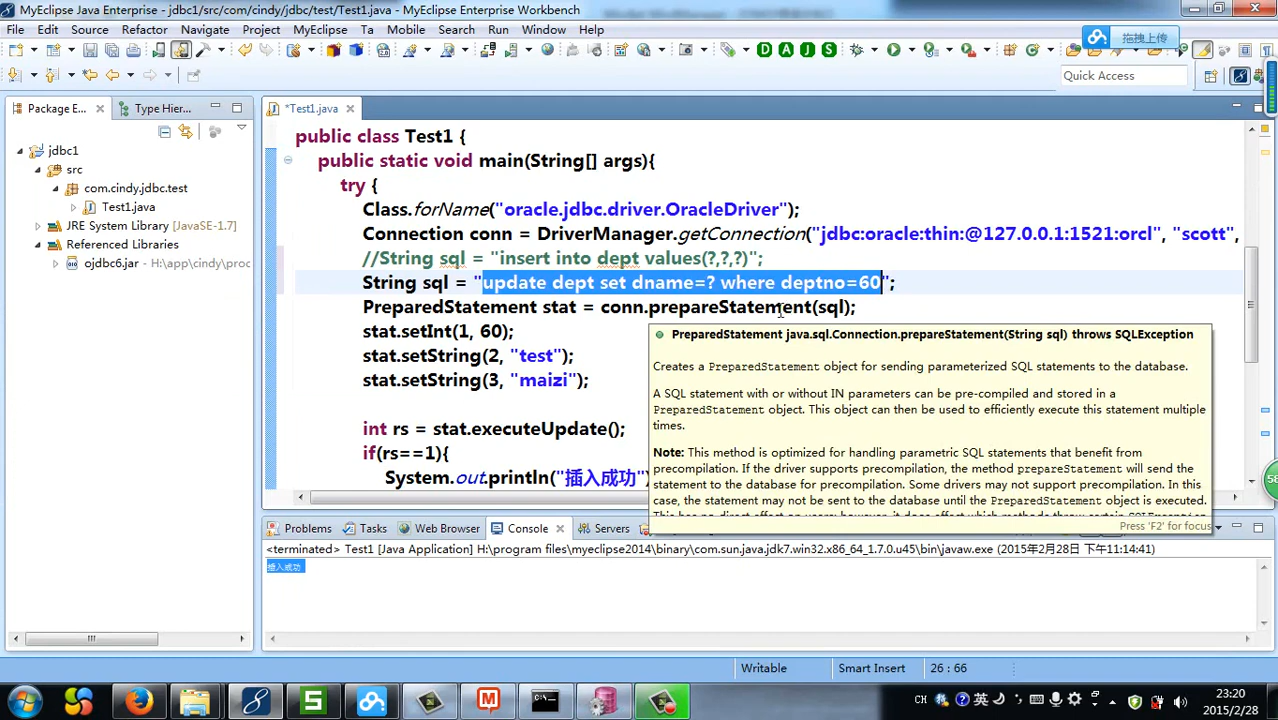 MyEclipse Java Enterprise - jdbc1/src/com/cindy/jdbc/test/Test1.java - MyEclipse Enterprise Workbench
File Edit Source Refactor Navigate Project MyEclipse Ta Mobile Search Run Window Help
拖拽上传
Quick Access
Package E...
Type Hier...
*Test1.java
jdbc1
src
com.cindy.jdbc.test
Test1.java
JRE System Library [JavaSE-1.7]
Referenced Libraries
ojdbc6.jar - H:\cindy\proc
public class Test1 {
public static void main(String[] args){
try {
Class.forName("oracle.jdbc.driver.OracleDriver");
Connection conn = DriverManager.getConnection("jdbc:oracle:thin:@127.0.0.1:1521:orcl", "scott",
//String sql = "insert into dept values(?,?,?)";
String sql = "update dept set dname=? where deptno=60";
PreparedStatement stat = conn.prepareStatement(sql);
stat.setInt(1, 60);
stat.setString(2, "test");
stat.setString(3, "maizi");
int rs = stat.executeUpdate();
if(rs==1){
System.out.println("插入成功"
PreparedStatement java.sql.Connection.prepareStatement(String sql) throws SQLException
Creates a PreparedStatement object for sending parameterized SQL statements to the database.
A SQL statement with or without IN parameters can be pre-compiled and stored in a
PreparedStatement object. This object can then be used to efficiently execute this statement multiple
times.
Note: This method is optimized for handling parametric SQL statements that benefit from
precompilation. If the driver supports precompilation, the method prepareStatement will send the
statement to the database for precompilation. Some drivers may not support precompilation. In this
case, the statement may not be sent to the database until the PreparedStatement object is executed.
Press 'F2' for focus
Problems Tasks Web Browser Console Servers
<terminated> Test1 [Java Application] H:\program files\myeclipse2014\binary\com.sun.java.jdk7.win32.x86_64_1.7.0.u45\bin\javaw.exe (2015年2月28日 下午11:14:41)
插入成功
58
Writable
Smart Insert
26 : 66
CH
英
23:20
2015/2/28